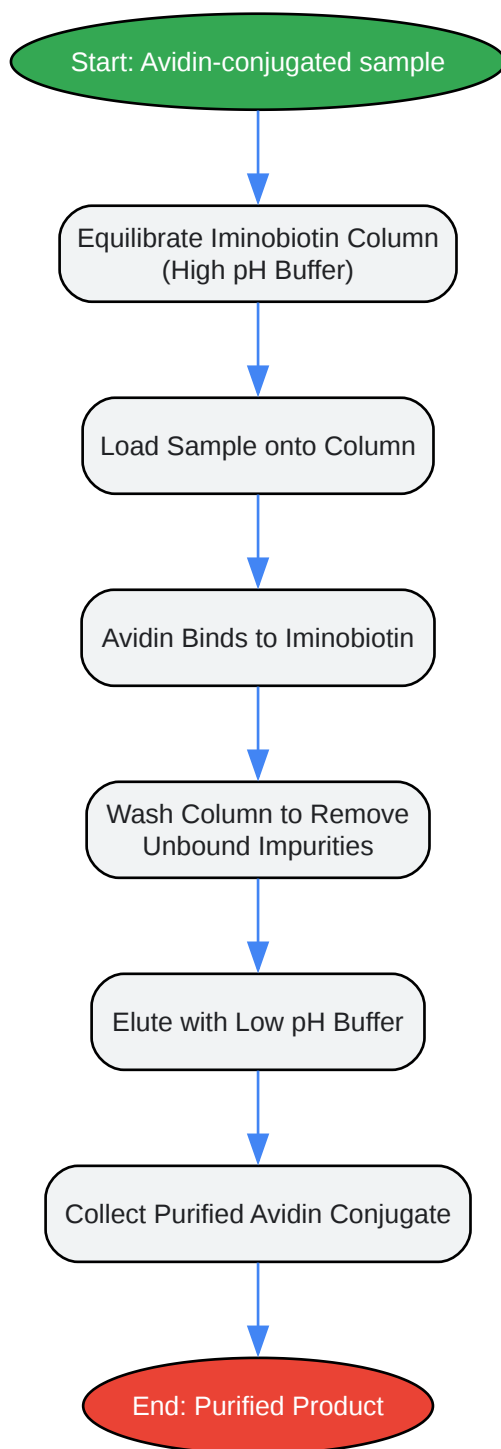 Start: Avidin-conjugated sample
Equilibrate Iminobiotin Column
(High pH Buffer)
Load Sample onto Column
Avidin Binds to Iminobiotin
Wash Column to Remove
Unbound Impurities
Elute with Low pH Buffer
Collect Purified Avidin Conjugate
End: Purified Product